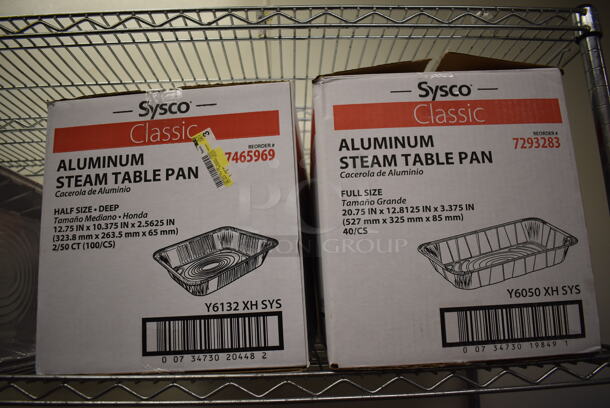 Sysco
Classic
ALUMINUM
STEAM TABLE PAN
Cacerola de Aluminio
REORDER #
7465969
HALF SIZE • DEEP
Tamaño Mediano • Honda
12.75 IN x 10.375 IN x 2.5625 IN
(323.8 mm x 263.5 mm x 65 mm)
2/50 CT (100/CS)
Y6132 XH SYS
0 07 34730 20448 2
Sysco
Classic
ALUMINUM
STEAM TABLE PAN
Cacerola de Aluminio
REORDER #
7293283
FULL SIZE
Tamaño Grande
20.75 IN x 12.8125 IN x 3.375 IN
(527 mm x 325 mm x 85 mm)
40/CS
Y6050 XH SYS
0 07 34730 19849 1